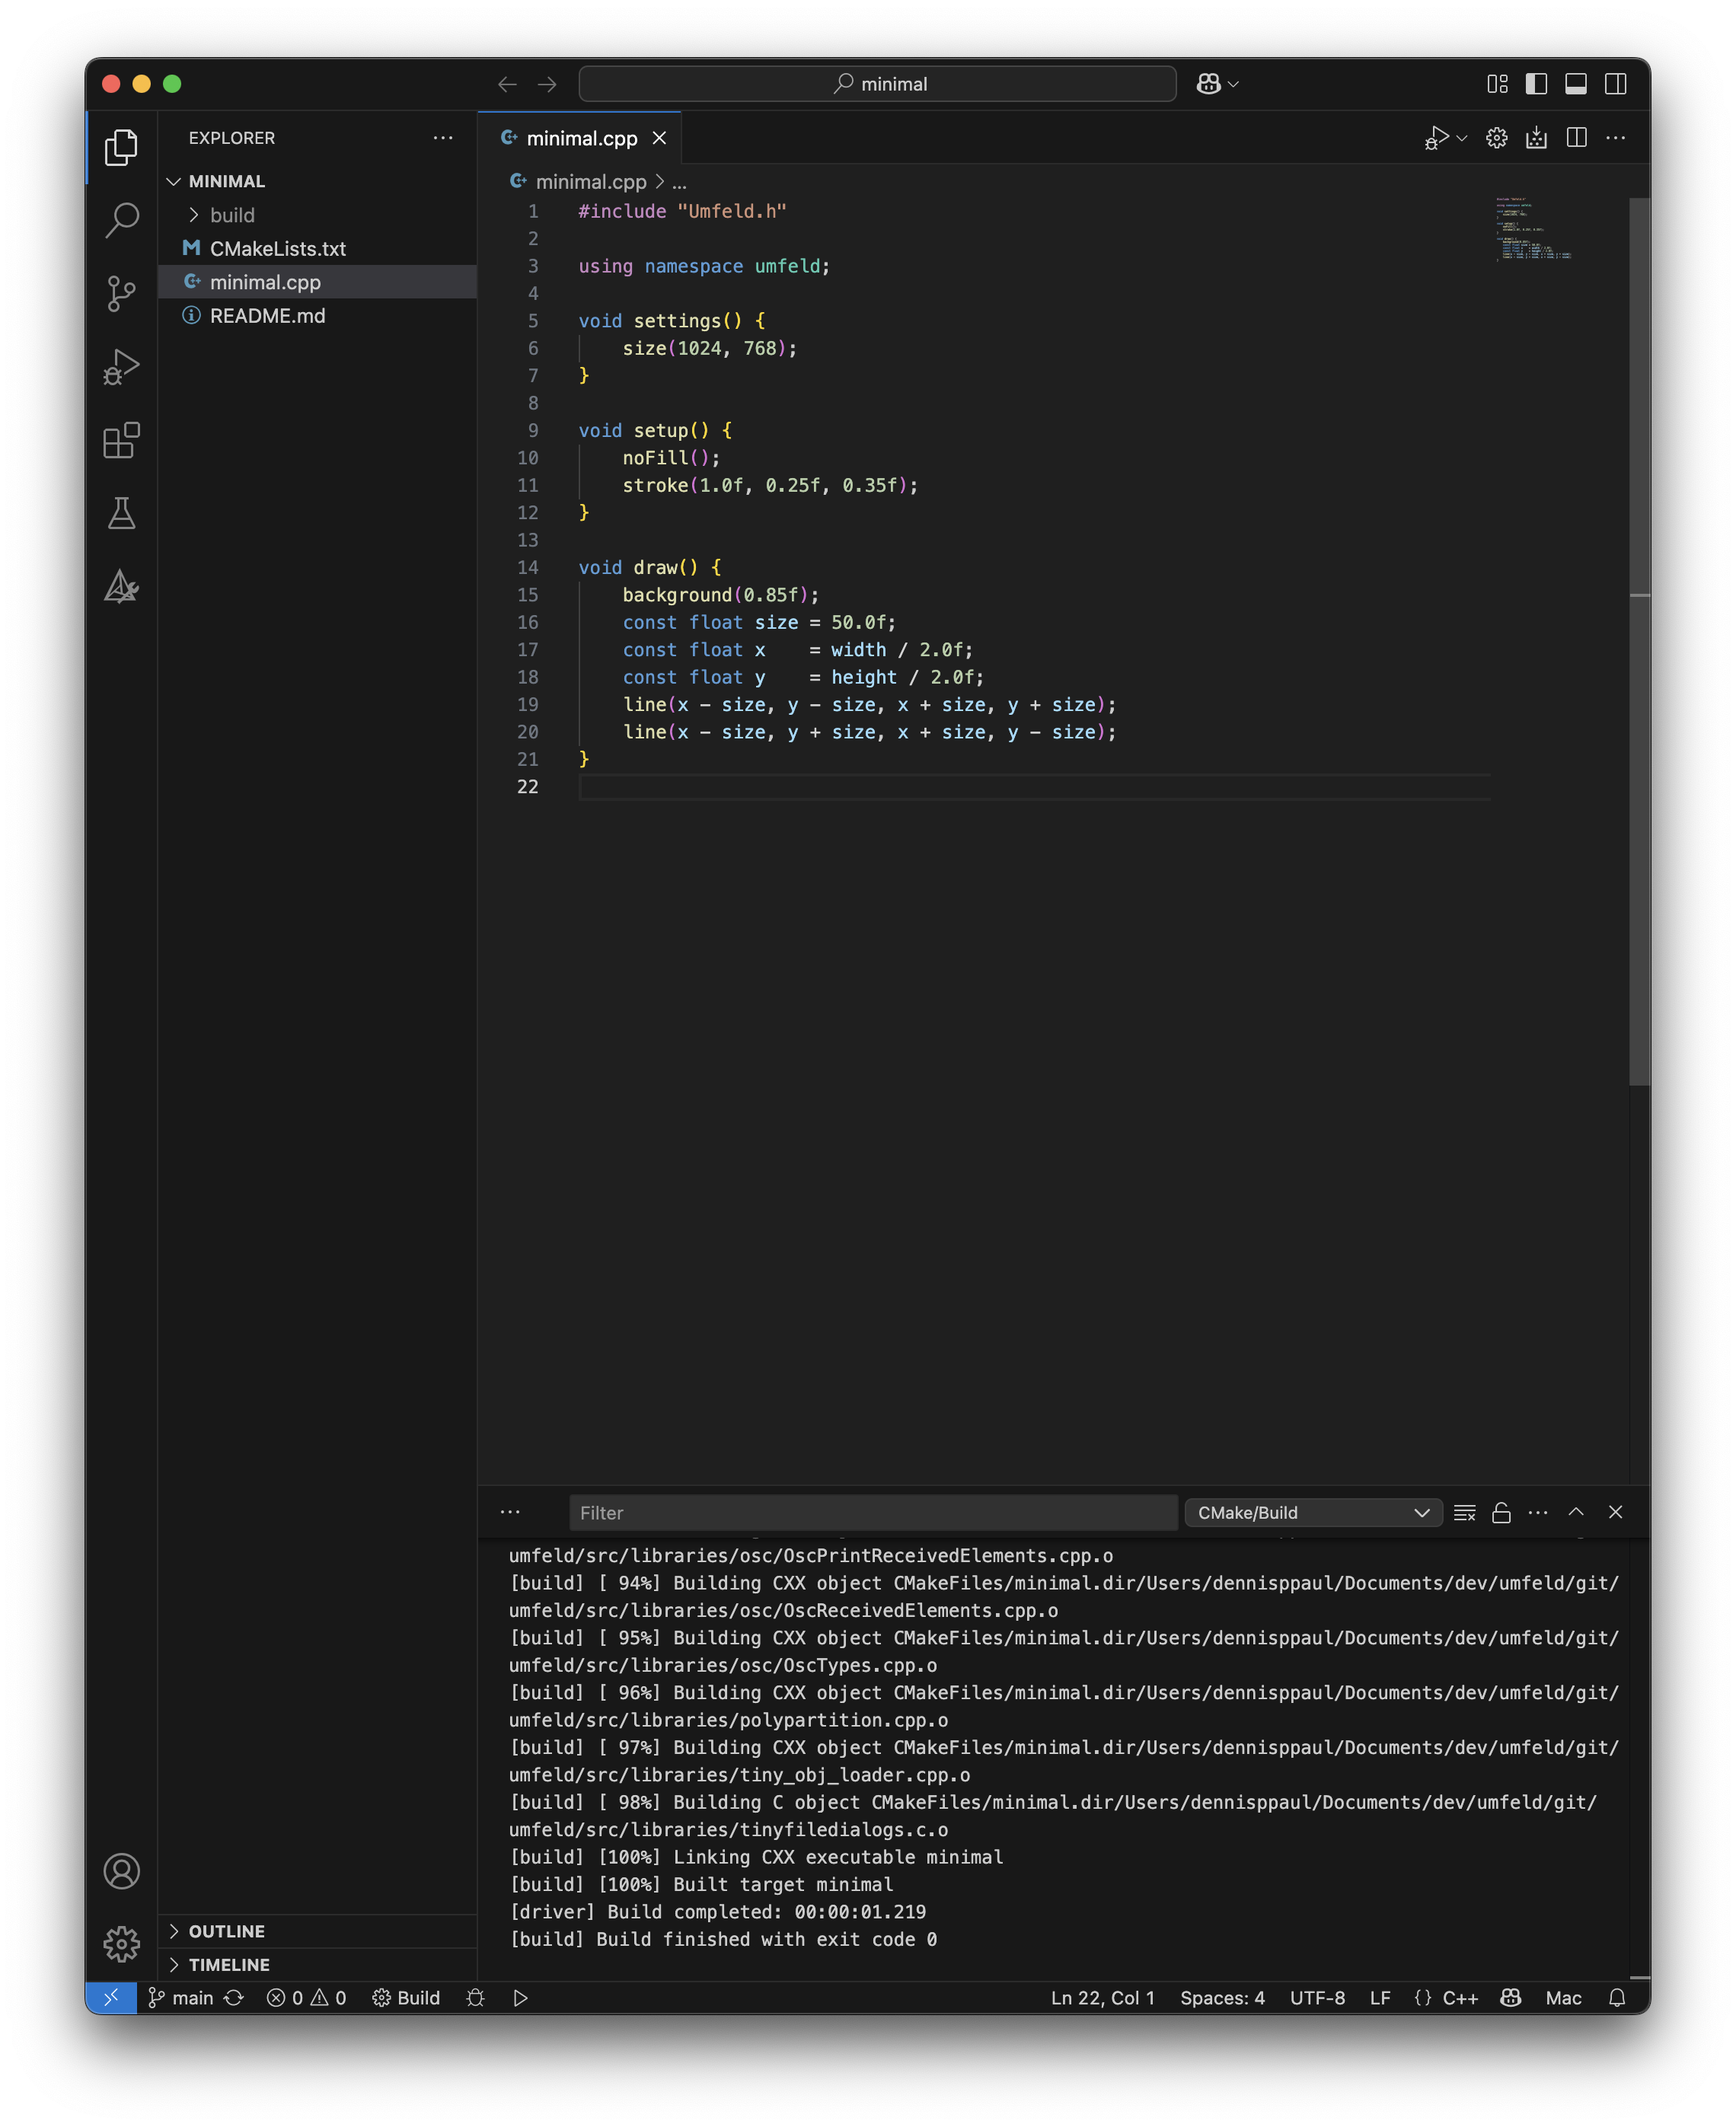 minimal
EXPLORER
MINIMAL
build
CMakeLists.txt
minimal.cpp
README.md
OUTLINE
TIMELINE
minimal.cpp
minimal.cpp > ...
1 #include "Umfeld.h"
2
3 using namespace umfeld;
4
5 void settings() {
6     size(1024, 768);
7 }
8
9 void setup() {
10     noFill();
11     stroke(1.0f, 0.25f, 0.35f);
12 }
13
14 void draw() {
15     background(0.85f);
16     const float size = 50.0f;
17     const float x    = width / 2.0f;
18     const float y    = height / 2.0f;
19     line(x - size, y - size, x + size, y + size);
20     line(x - size, y + size, x + size, y - size);
21 }
22
Filter
CMake/Build
umfeld/src/libraries/osc/OscPrintReceivedElements.cpp.o
[build] [ 94%] Building CXX object CMakeFiles/minimal.dir/Users/dennisppaul/Documents/dev/umfeld/git/
umfeld/src/libraries/osc/OscReceivedElements.cpp.o
[build] [ 95%] Building CXX object CMakeFiles/minimal.dir/Users/dennisppaul/Documents/dev/umfeld/git/
umfeld/src/libraries/osc/OscTypes.cpp.o
[build] [ 96%] Building CXX object CMakeFiles/minimal.dir/Users/dennisppaul/Documents/dev/umfeld/git/
umfeld/src/libraries/polypartition.cpp.o
[build] [ 97%] Building CXX object CMakeFiles/minimal.dir/Users/dennisppaul/Documents/dev/umfeld/git/
umfeld/src/libraries/tiny_obj_loader.cpp.o
[build] [ 98%] Building C object CMakeFiles/minimal.dir/Users/dennisppaul/Documents/dev/umfeld/git/
umfeld/src/libraries/tinyfiledialogs.c.o
[build] [100%] Linking CXX executable minimal
[build] [100%] Built target minimal
[driver] Build completed: 00:00:01.219
[build] Build finished with exit code 0
main 0 0 Build Ln 22, Col 1 Spaces: 4 UTF-8 LF {} C++ Mac